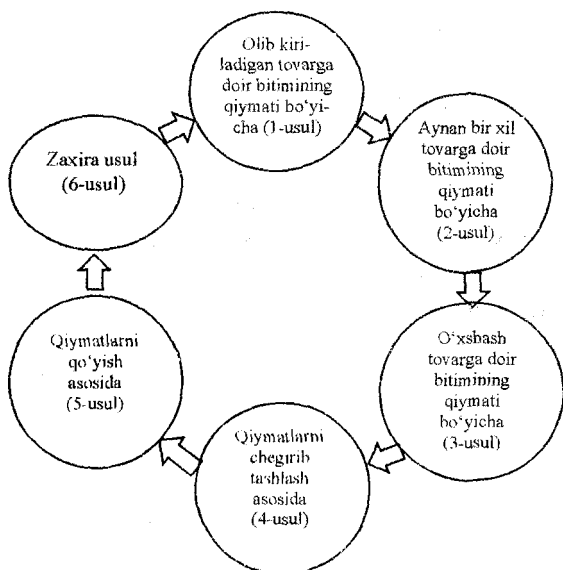 Olib kiri-
ladigan tovarga
doir bitimining
qiymati bo‘yi-
cha (1-usul)
Aynan bir xil
tovarga doir
bitimining
qiymati
bo‘yicha
(2-usul)
O‘xshash
tovarga doir
bitimining
qiymati
bo‘yicha
(3-usul)
Qiymatlarni
chegirib
tashlash
asosida
(4-usul)
Qiymatlarni
qo‘yish
asosida
(5-usul)
Zaxira usul
(6-usul)